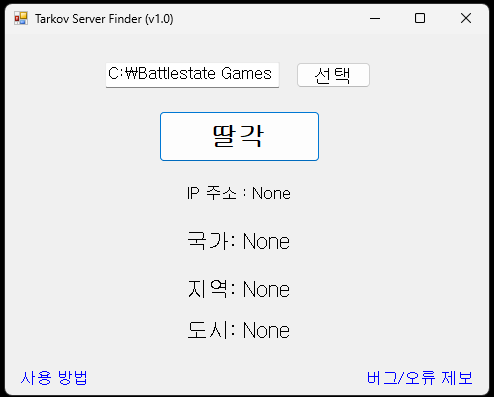 Tarkov Server Finder (v1.0)
C:₩Battlestate Games 선택
딸각
IP 주소 : None
국가: None
지역: None
도시: None
사용 방법 버그/오류 제보